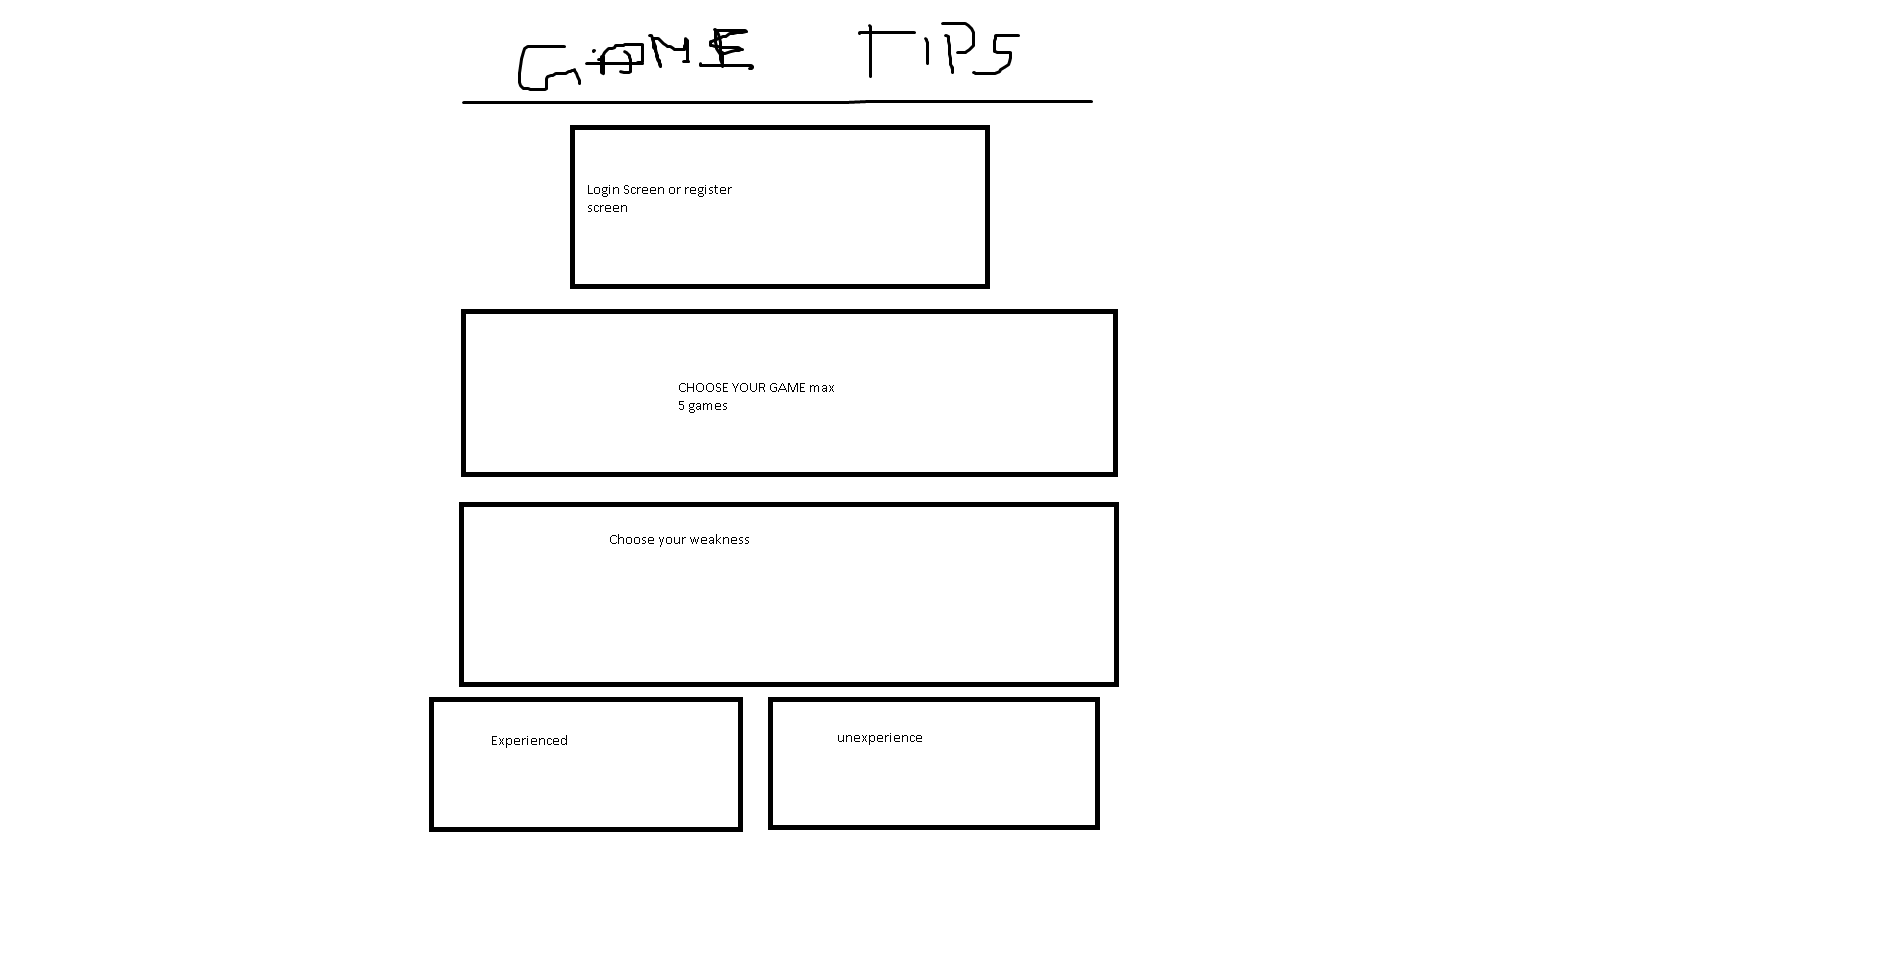 GAME TIPS
Login Screen or register
screen
CHOOSE YOUR GAME max
5 games
Choose your weakness
Experienced
unexperience